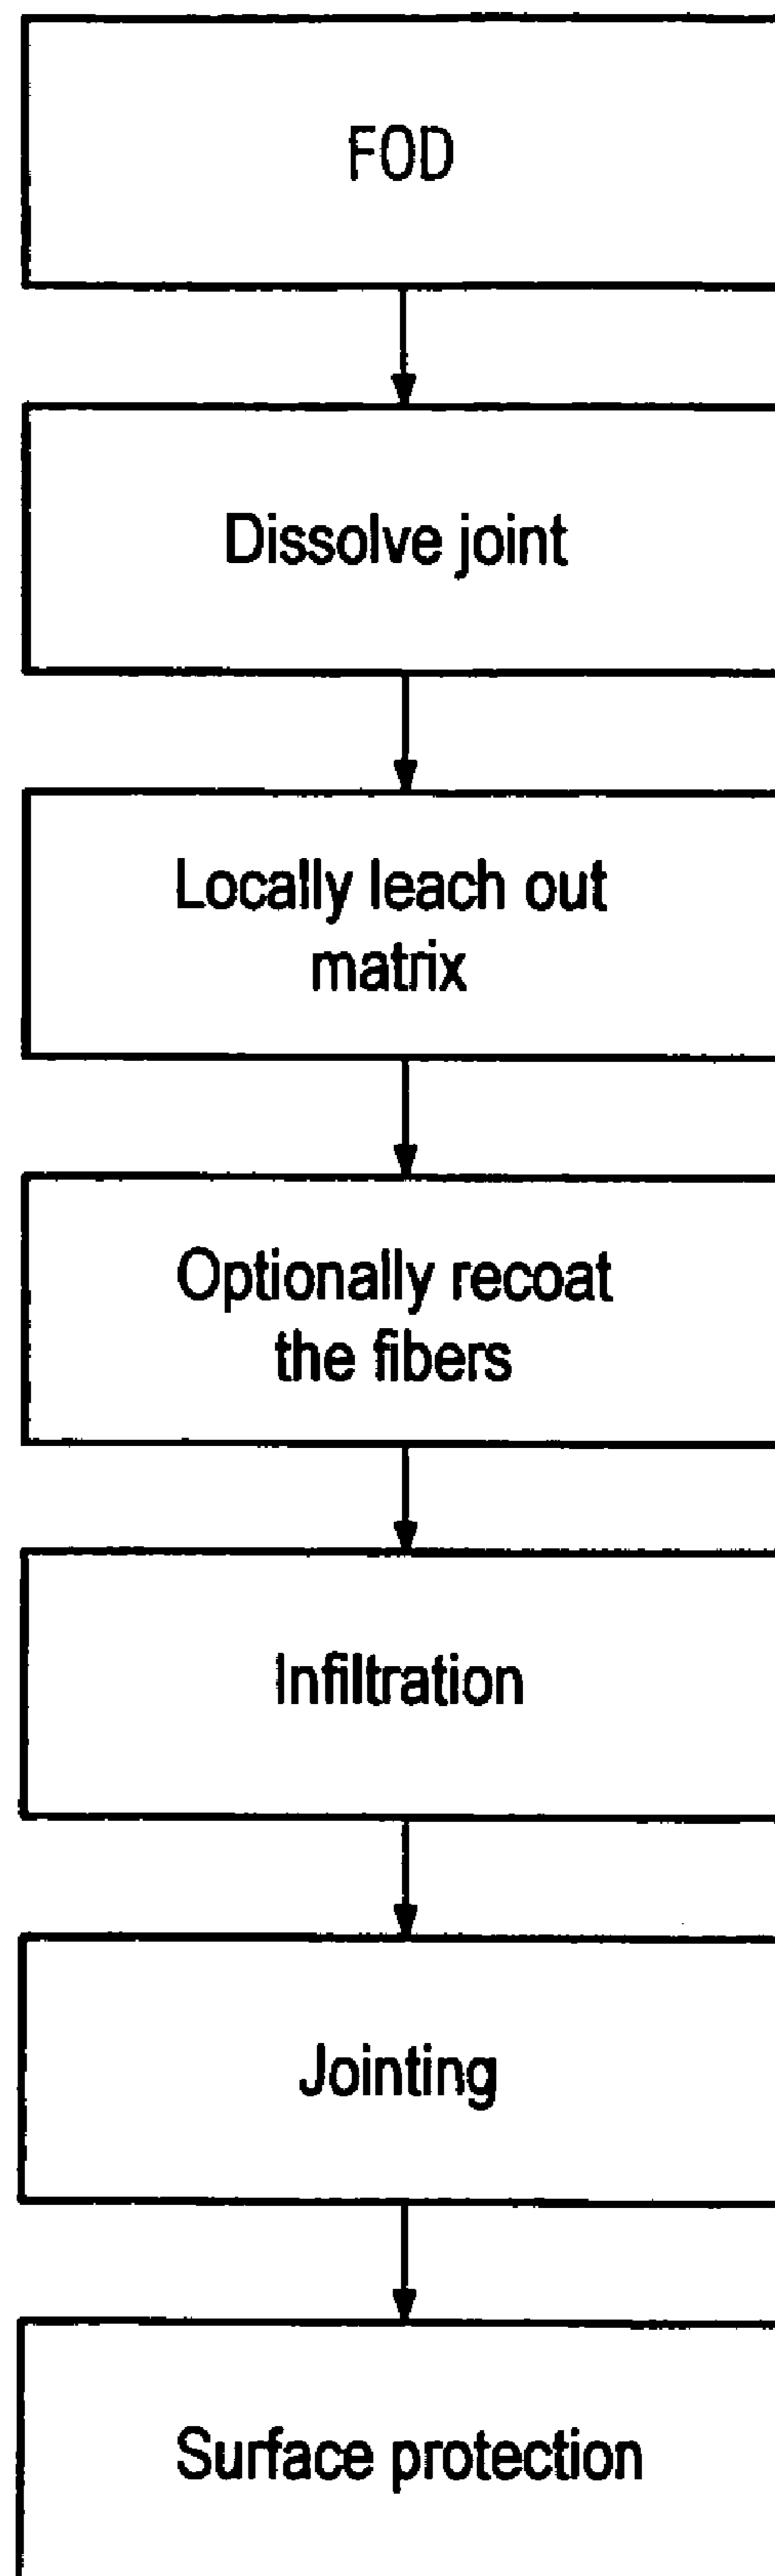 FOD
Dissolve joint
Locally leach out
matrix
Optionally recoat
the fibers
Infiltration
Jointing
Surface protection